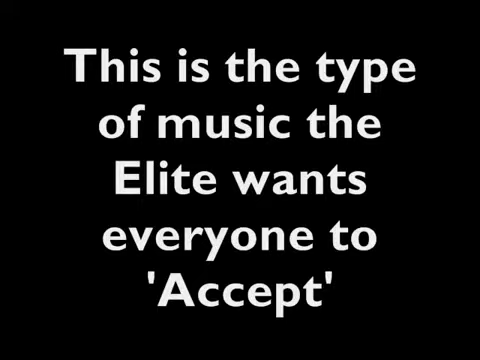 This is the type
of music the
Elite wants
everyone to
'Accept'